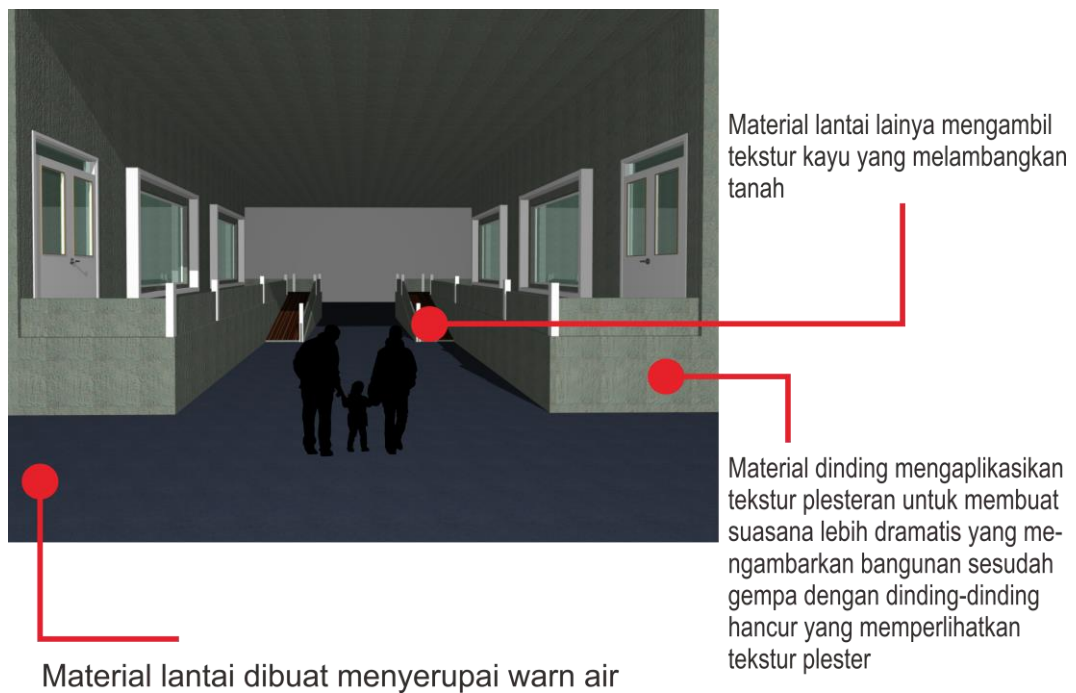 Material lantai lainya mengambil
tekstur kayu yang melambangkan
tanah
Material dinding mengaplikasikan
tekstur plesteran untuk membuat
suasana lebih dramatis yang me-
ngambarkan bangunan sesudah
gempa dengan dinding-dinding
hancur yang memperlihatkan
tekstur plester
Material lantai dibuat menyerupai warn air